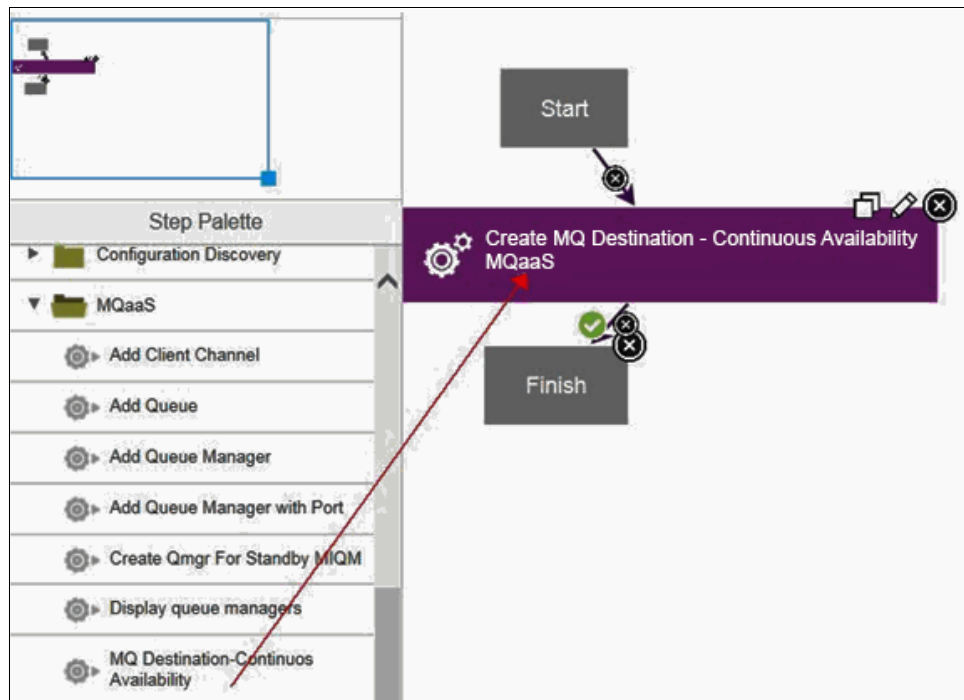 Start
Step Palette
Configuration Discovery
MQaaS
Add Client Channel
Add Queue
Add Queue Manager
Add Queue Manager with Port
Create Qmgr For Standby MIQM
Display queue managers
MQ Destination-Continuos
Availability
Create MQ Destination - Continuous Availability
MQaaS
Finish